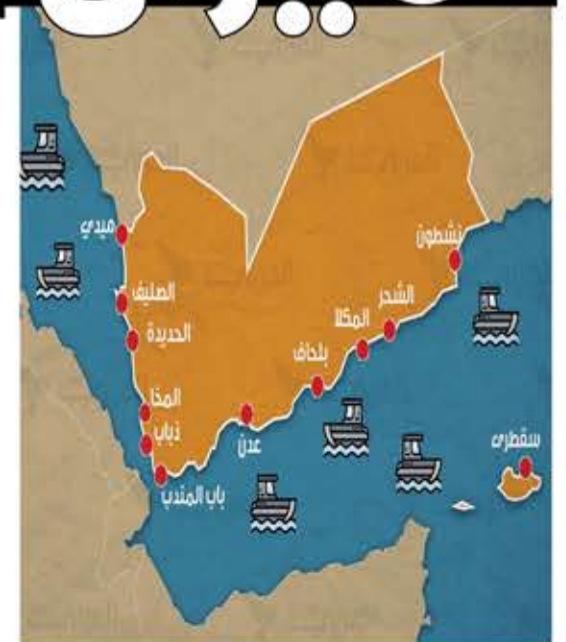 ميدي
نشطون
الصليف
الشحر
الحديدة
المكلا
بلحاف
المخا
ذباب
عدن
سقطرى
باب المندب